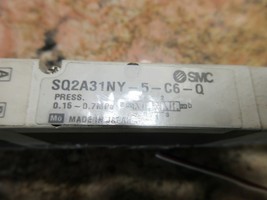 A
SQ2A31NY-5-C6-Q
SMC
PRESS.
0.15-0.7MPa
MADE IN JAPAN